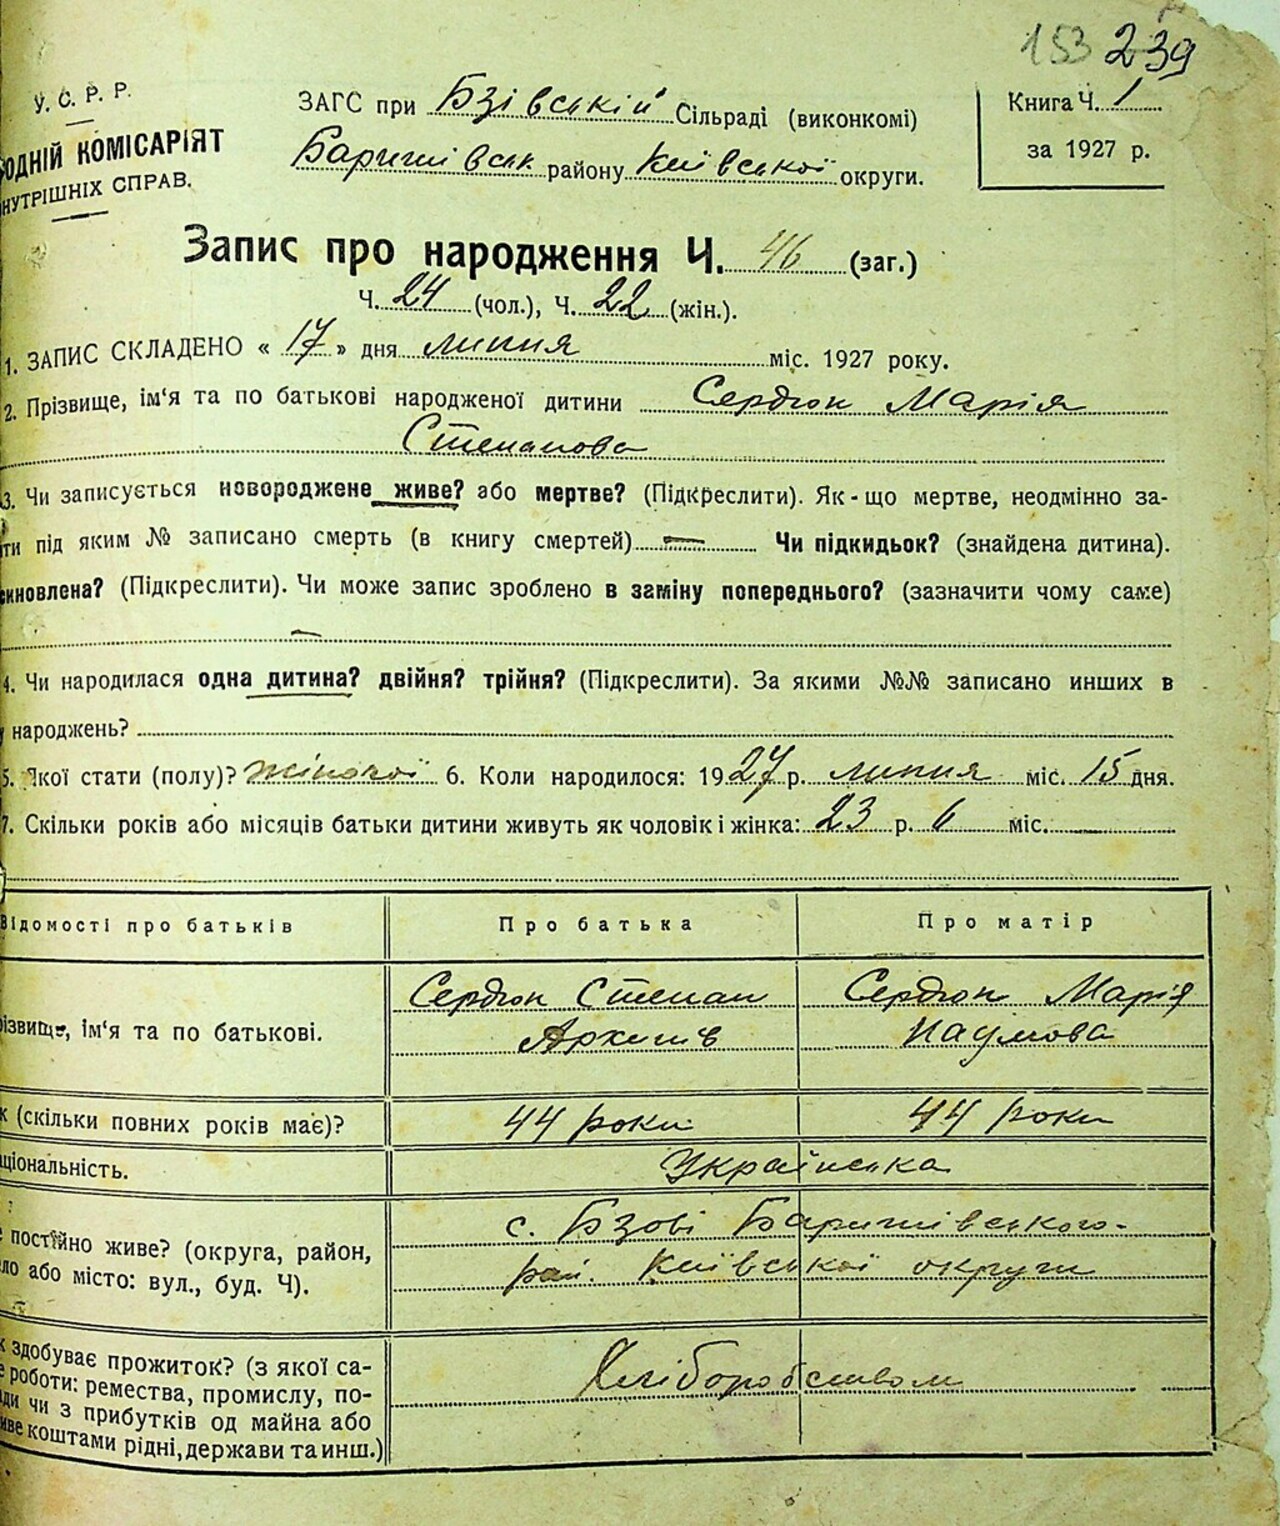 153 239
У. С. Р. Р.
ОДНІЙ КОМІСАРІЯТ
НУТРІШНІХ СПРАВ.
ЗАГС при Бзівській Сільраді (виконкомі)
Баришівськ району Київської округи.
Книга Ч. 1
за 1927 р.
Запис про народження Ч. 46 (заг.)
Ч. 24 (чол.), Ч. 22 (жін.).
1. ЗАПИС СКЛАДЕНО « 17 » дня липня міс. 1927 року.
2. Прізвище, ім'я та по батькові народженої дитини Сердюк Марія
Степанова
3. Чи записується новороджене живе? або мертве? (Підкреслити). Як-що мертве, неодмінно за-
ти під яким № записано смерть (в книгу смертей) — Чи підкидьок? (знайдена дитина).
иновлена? (Підкреслити). Чи може запис зроблено в заміну попереднього? (зазначити чому саме)
—
4. Чи народилася одна дитина? двійня? трійня? (Підкреслити). За якими №№ записано инших в
народжень?
5. Якої стати (полу)? Жіночої 6. Коли народилося: 1927 р. липня міс. 15 дня.
7. Скільки років або місяців батьки дитини живуть як чоловік і жінка: 23 р. 6 міс.
Відомості про батьків Про батька Про матір
різвище, ім'я та по батькові. Сердюк Степан Сердюк Марія
Архипів Наумова
к (скільки повних років має)? 44 роки 44 роки
аціональність. Українська
е постійно живе? (округа, район, с. Бзові Баришівського
ло або місто: вул., буд. Ч). рай. Київської округи
к здобуває прожиток? (з якої са-
е роботи: ремества, промислу, по- Хліборобством
ади чи з прибутків од майна або
иве коштами рідні, держави та инш.)